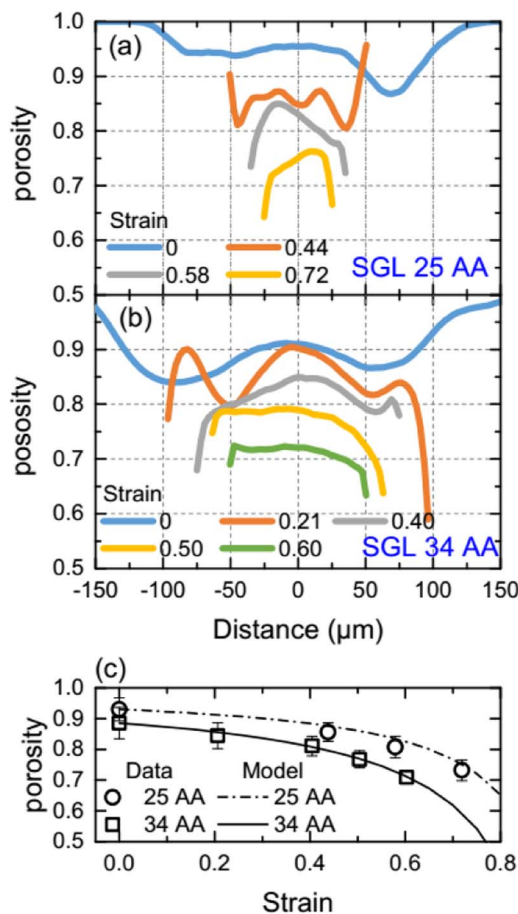 1.0
(a)
0.9
0.8
porosity
0.7
Strain
0.6
0 0.44
0.58 0.72
SGL 25 AA
0.5
(b)
0.9
0.8
pososity
0.7
Strain
0.6
0 0.21 0.40
0.50 0.60
SGL 34 AA
0.5
-150 -100 -50 0 50 100 150
Distance (µm)
(c)
1.0
0.9
0.8
porosity
0.7
0.6
0.5
Data Model
25 AA 25 AA
34 AA 34 AA
0.0 0.2 0.4 0.6 0.8
Strain